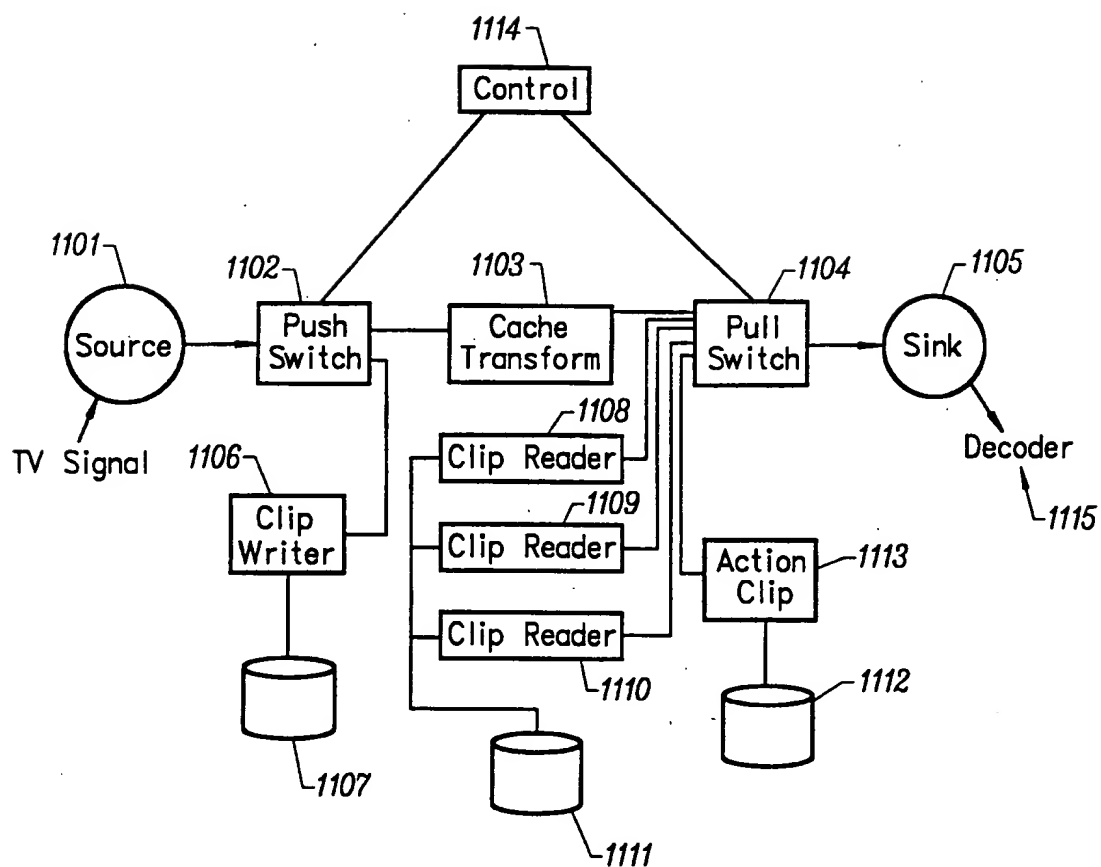 1114
Control
1101
1102
1103
1104
1105
Source
Push
Switch
Cache
Transform
Pull
Switch
Sink
TV Signal
1106
1108
Clip Reader
Decoder
1115
Clip
Writer
1109
Clip Reader
Action
Clip
1113
Clip Reader
1110
1112
1107
1111